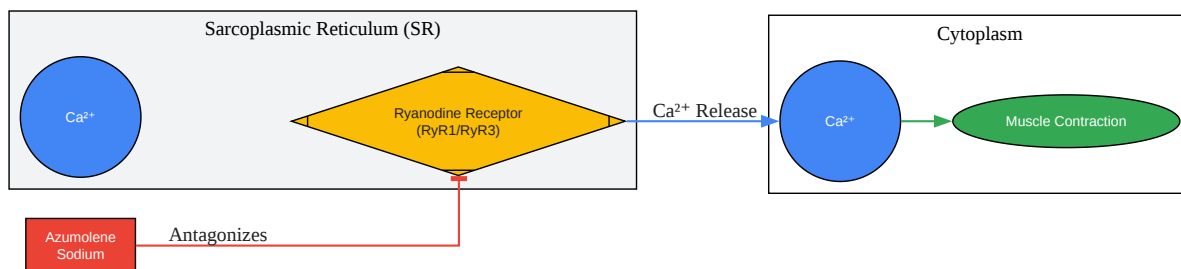 Sarcoplasmic Reticulum (SR)
Ca²⁺
Ryanodine Receptor
(RyR1/RyR3)
Ca²⁺ Release
Cytoplasm
Ca²⁺
Muscle Contraction
Azumolene
Sodium
Antagonizes